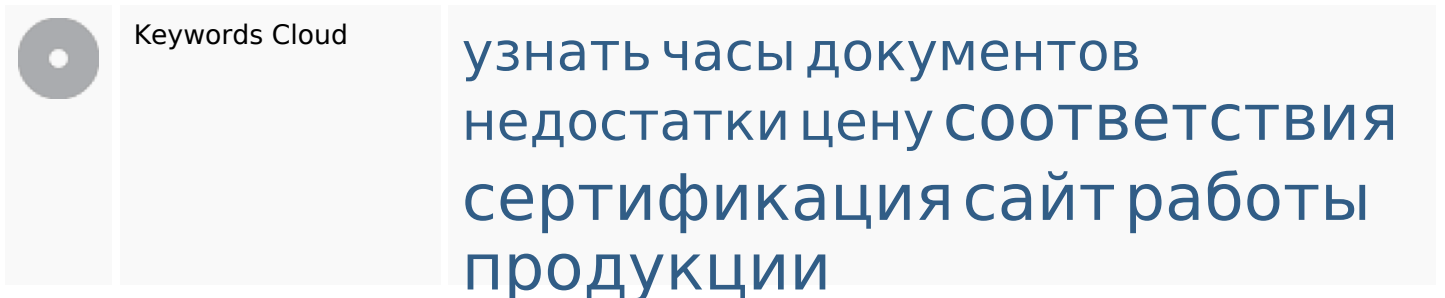 Keywords Cloud
узнать часы документов
недостатки цену соответствия
сертификация сайт работы
продукции